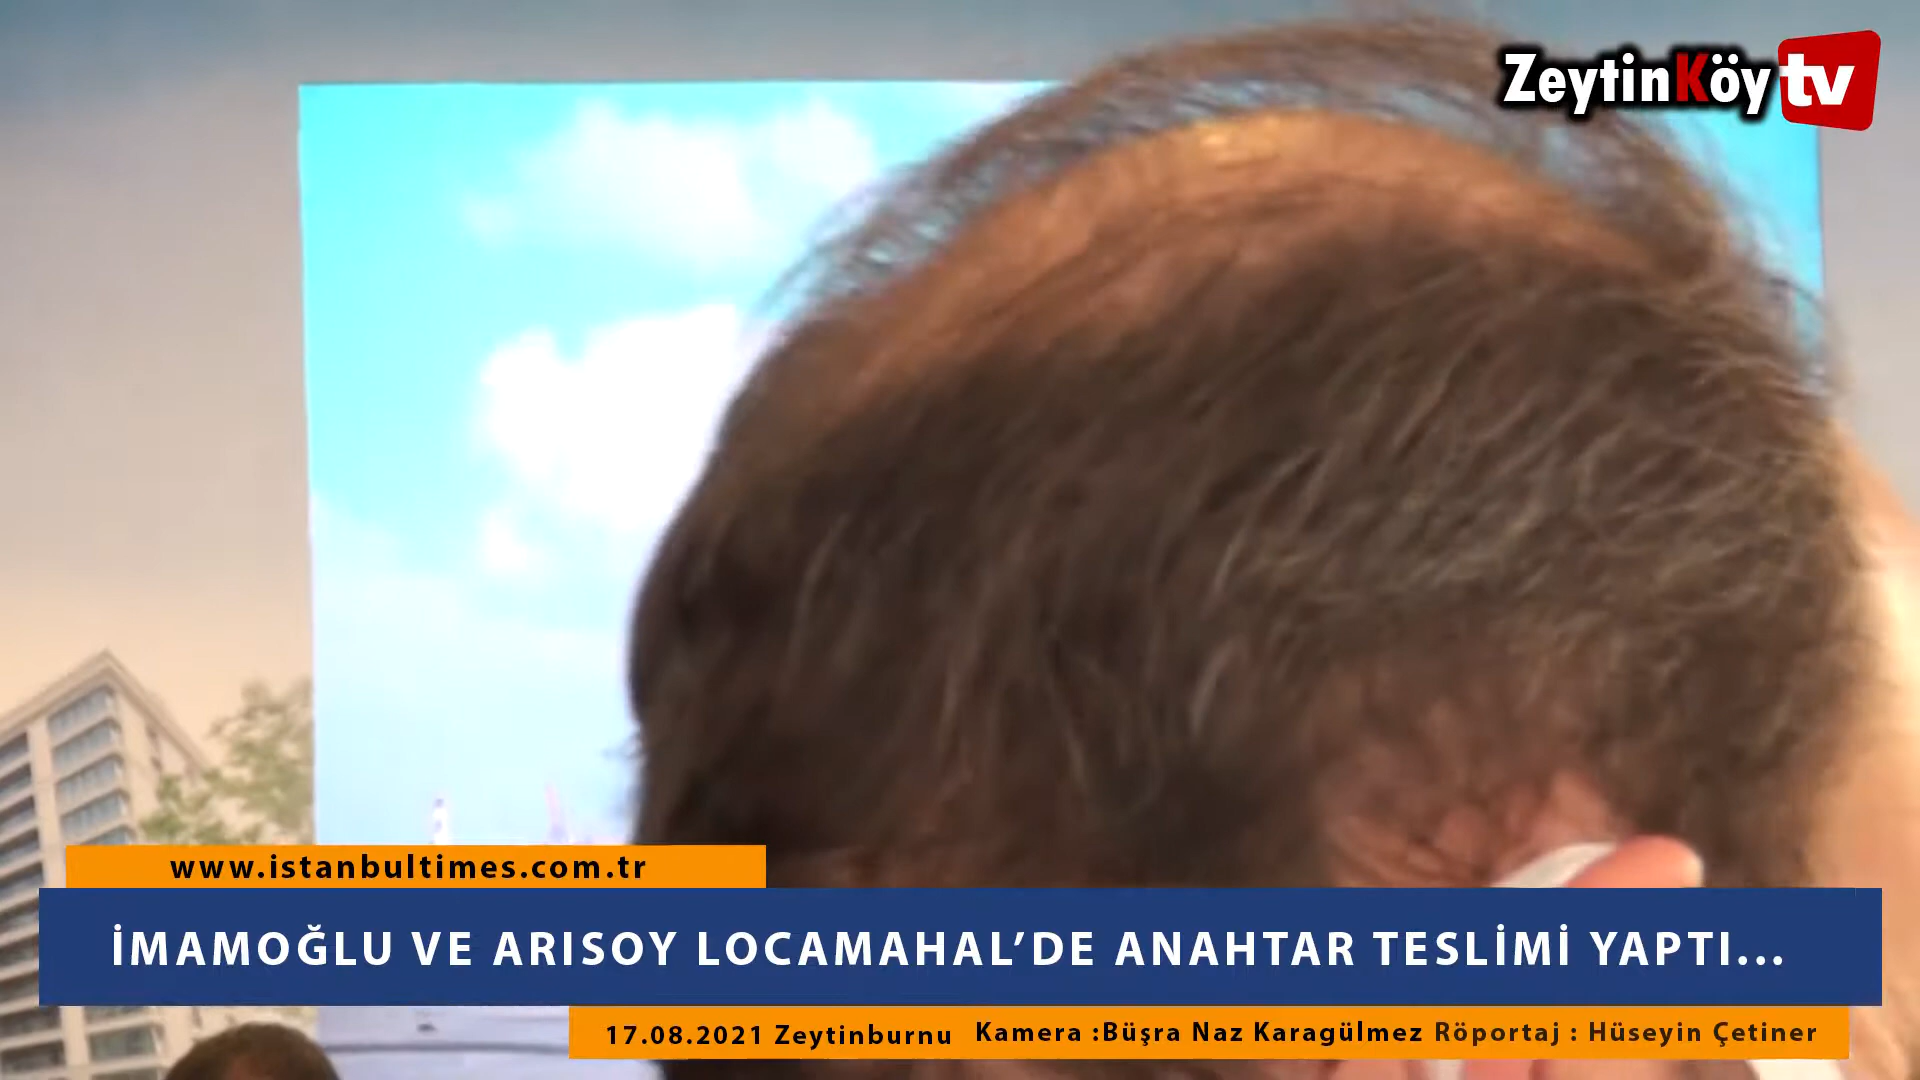 ZeytinKöy tv
www.istanbultimes.com.tr
İMAMOĞLU VE ARISOY LOCAMAHAL’DE ANAHTAR TESLİMİ YAPTI...
17.08.2021 Zeytinburnu Kamera :Büşra Naz Karagülmez Röportaj : Hüseyin Çetiner